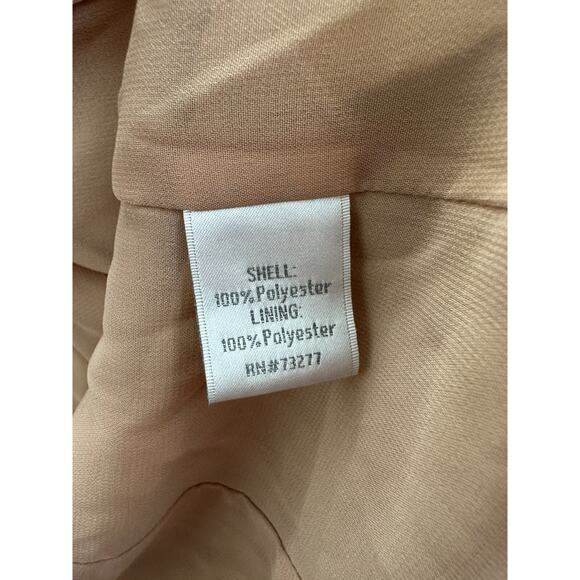 SHELL:
100%Polyester
LINING:
100%Polyester
RN#73277